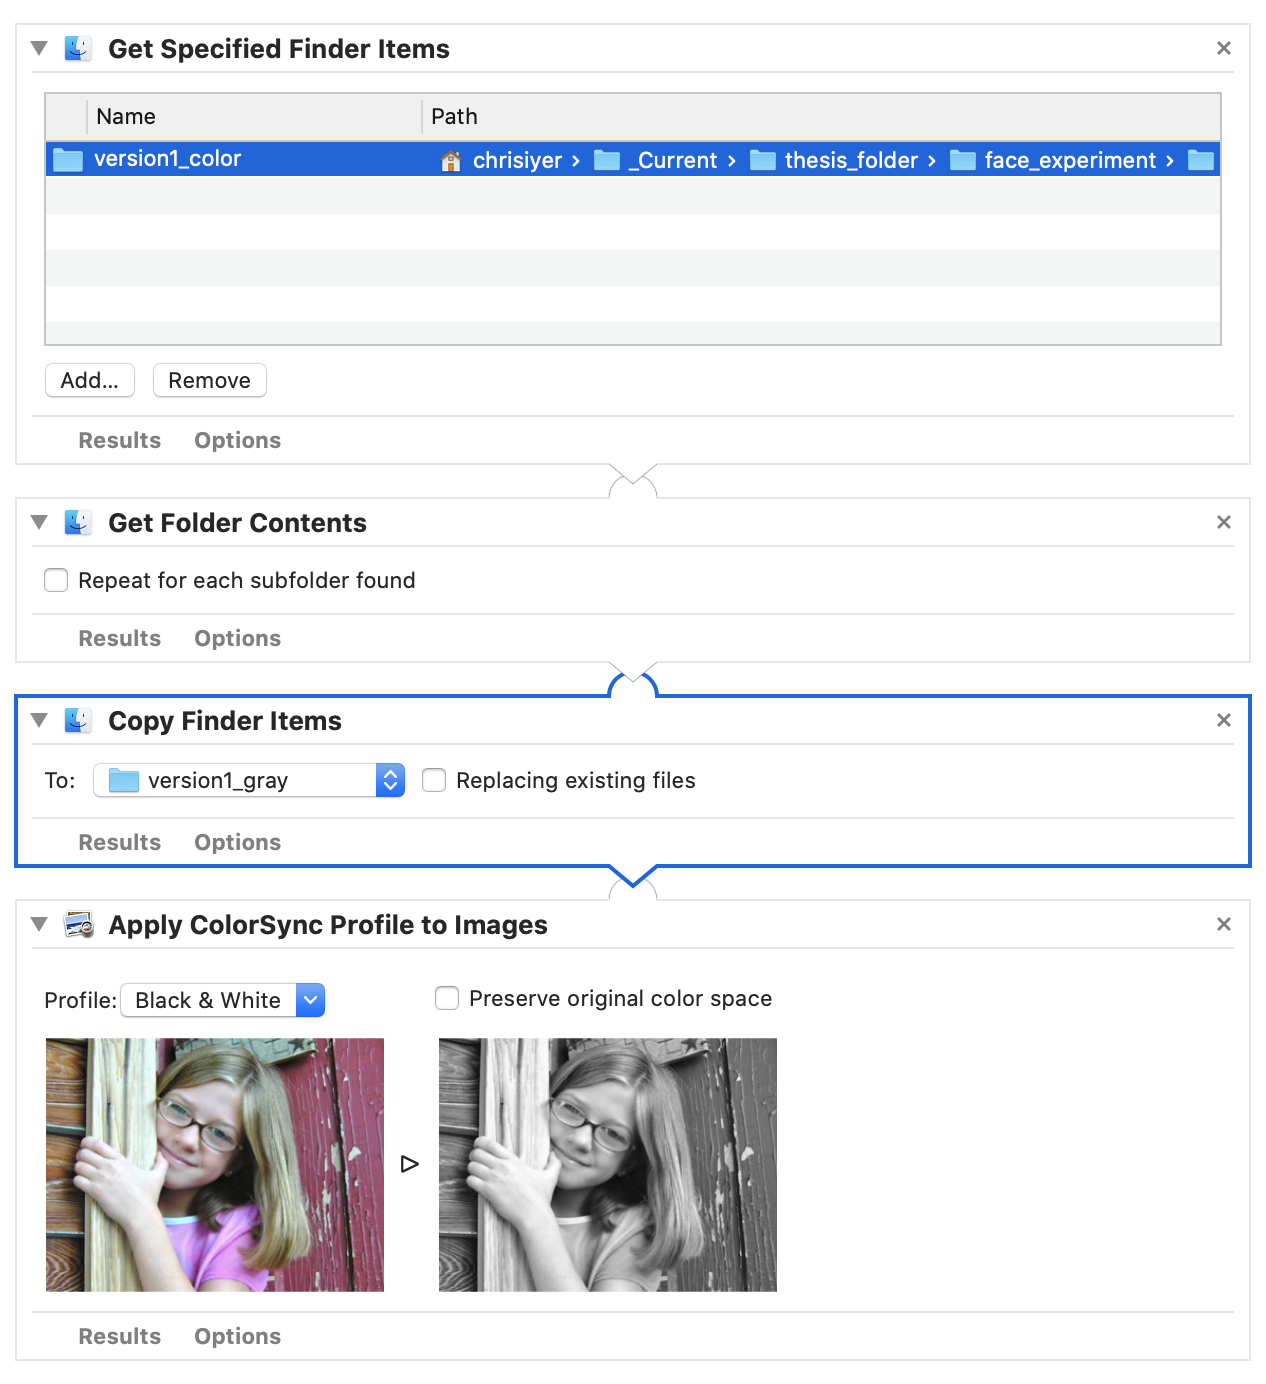 Get Specified Finder Items
Name Path
version1_color chrisiyer › _Current › thesis_folder › face_experiment ›
Add... Remove
Results Options
Get Folder Contents
Repeat for each subfolder found
Results Options
Copy Finder Items
To: version1_gray Replacing existing files
Results Options
Apply ColorSync Profile to Images
Profile: Black & White Preserve original color space
Results Options